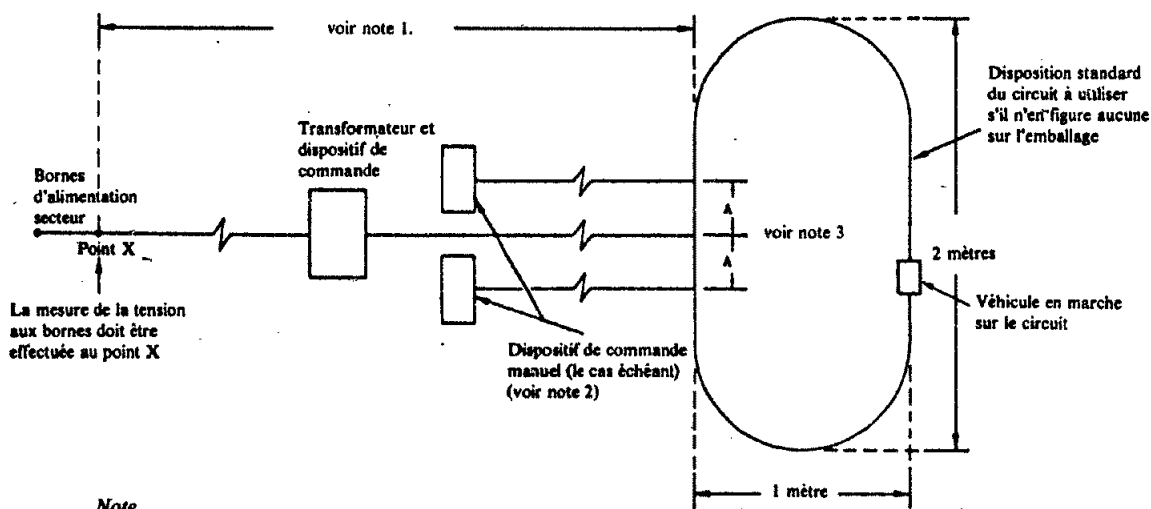 voir note 1.
Disposition standard
du circuit à utiliser
s'il n'en figure aucune
sur l'emballage
Transformateur et
dispositif de
commande
Bornes
d'alimentation
secteur
Point X
A
voir note 3
A
2 mètres
La mesure de la tension
aux bornes doit être
effectuée au point X
Véhicule en marche
sur le circuit
Dispositif de commande
manuel (le cas échéant)
(voir note 2)
1 mètre
Note